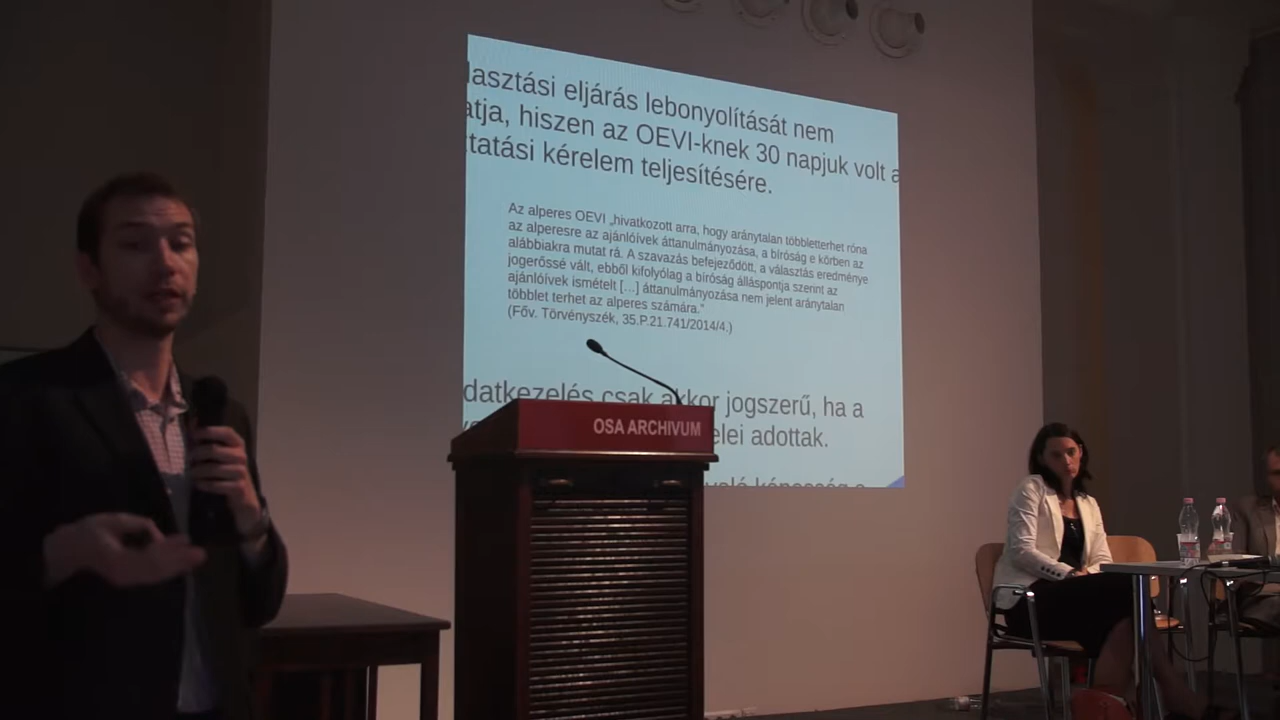 lasztási eljárás lebonyolítását nem
atja, hiszen az OEVI-knek 30 napjuk volt a
tatási kérelem teljesítésére.
Az alperes OEVI „hivatkozott arra, hogy aránytalan többletterhet róna
az alperesre az ajánlóívek áttanulmányozása, a bíróság e körben az
alábbiakra mutat rá. A szavazás befejeződött, a választás eredménye
jogerőssé vált, ebből kifolyólag a bíróság álláspontja szerint az
ajánlóívek ismételt […] áttanulmányozása nem jelent aránytalan
többlet terhet az alperes számára.”
(Főv. Törvényszék, 35.P.21.741/2014/4.)
datkezelés csak akkor jogszerű, ha a
elei adottak.
OSA ARCHIVUM